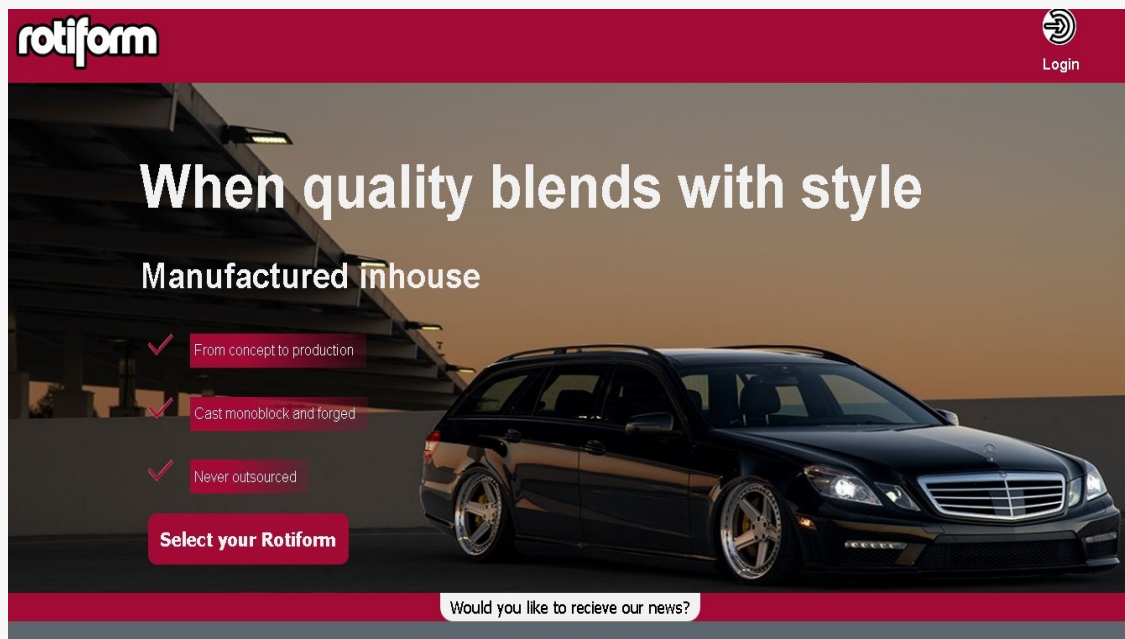 rotiform
Login
When quality blends with style
Manufactured inhouse
From concept to production
Cast monoblock and forged
Never outsourced
Select your Rotiform
Would you like to recieve our news?